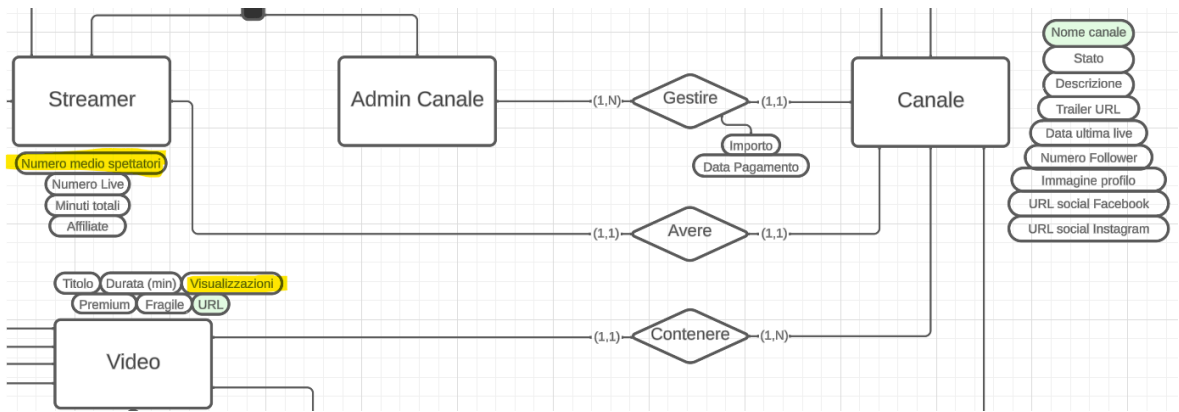 Streamer
Numero medio spettatori
Numero Live
Minuti totali
Affiliate
Admin Canale
(1,N)
Gestire
(1,1)
Importo
Data Pagamento
Canale
Nome canale
Stato
Descrizione
Trailer URL
Data ultima live
Numero Follower
Immagine profilo
URL social Facebook
URL social Instagram
(1,1)
Avere
(1,1)
Titolo Durata (min) Visualizzazioni
Premium Fragile URL
Video
(1,1)
Contenere
(1,N)